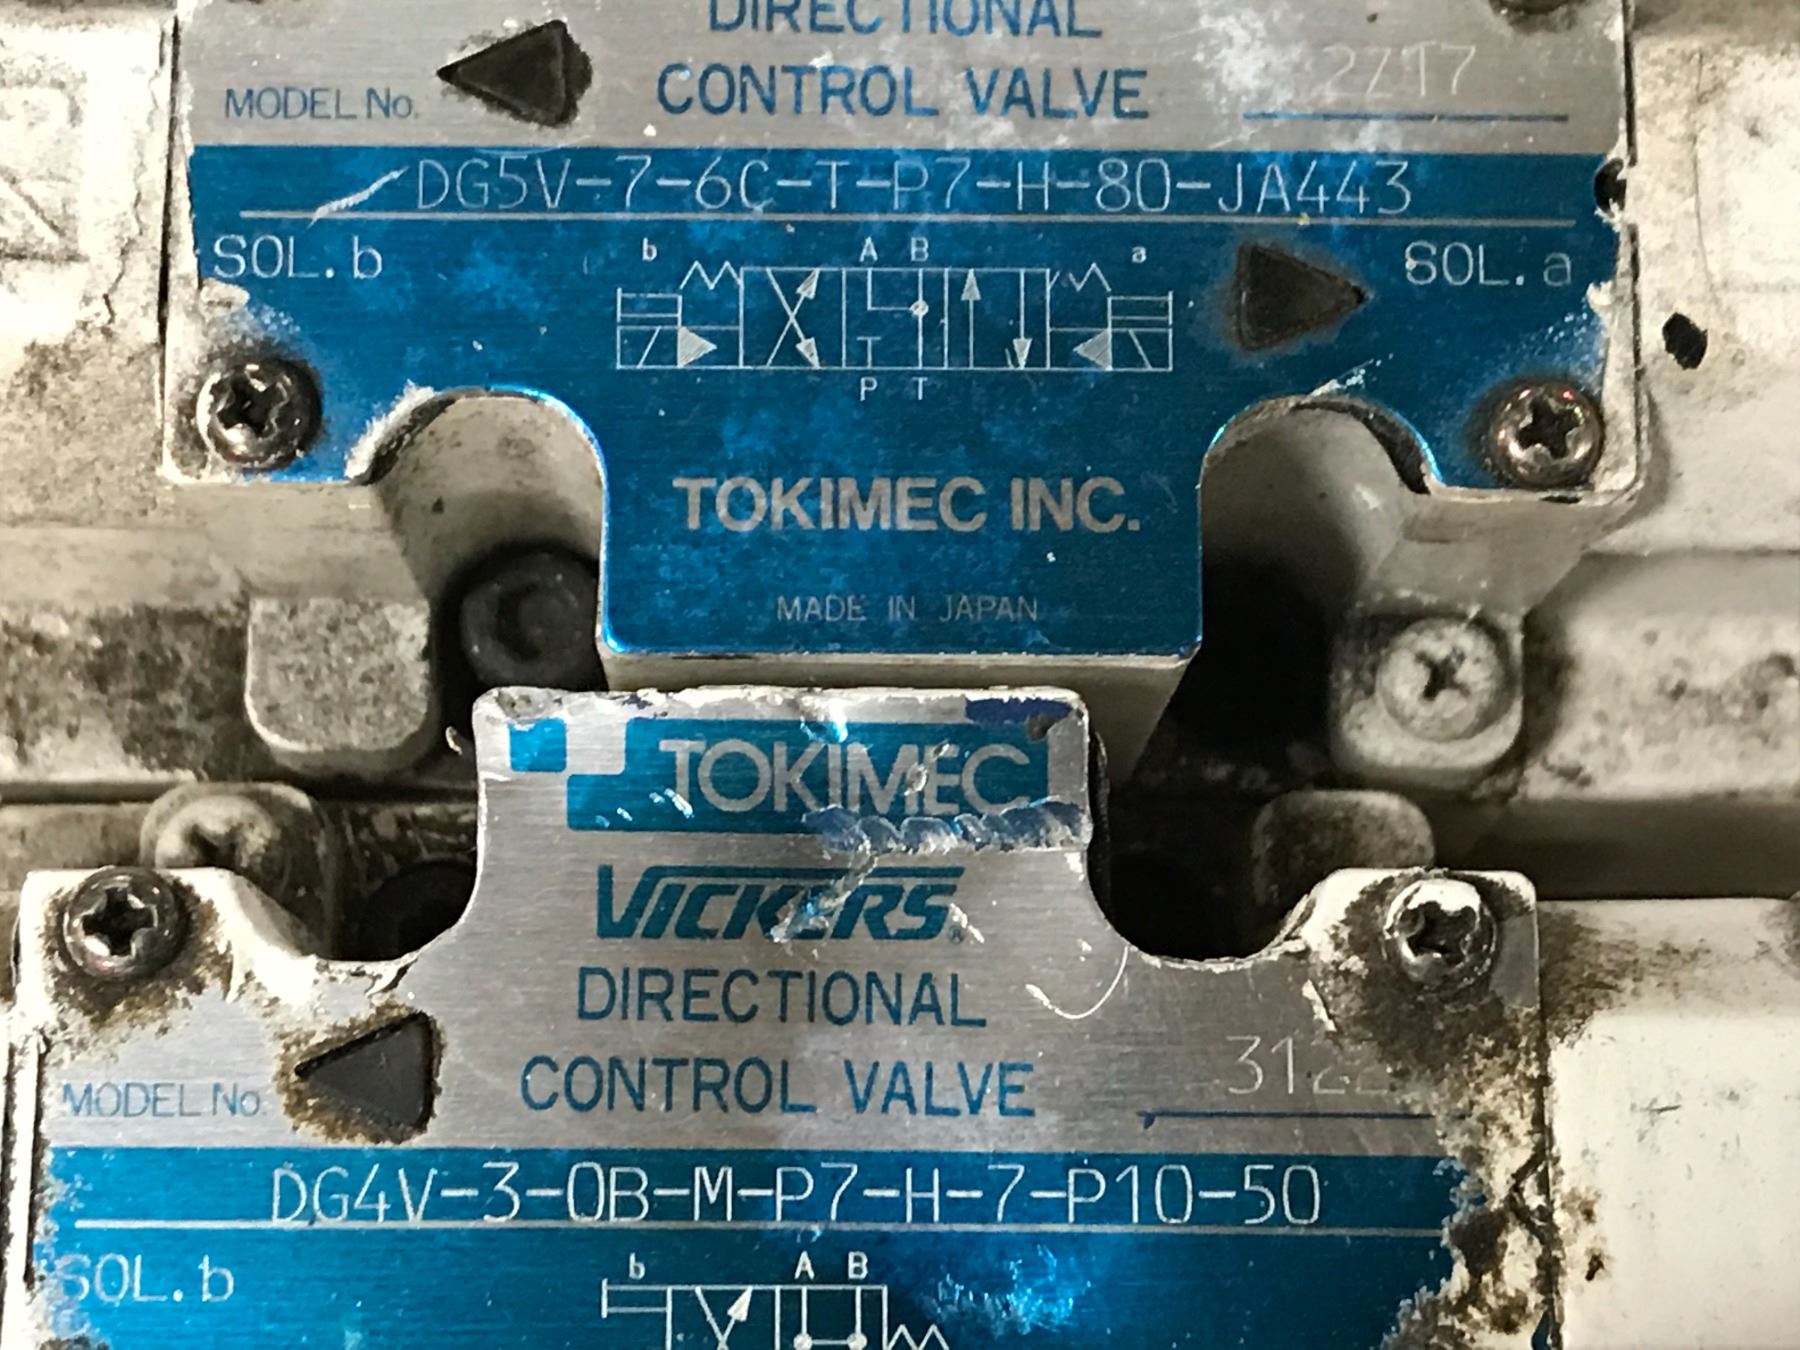 DIRECTIONAL
CONTROL VALVE
2217
MODEL No.
DG5V-7-6C-T-P7-H-80-JA443
SOL. b
b A B a
SOL. a
T
P T
TOKIMEC INC.
MADE IN JAPAN
TOKIMEC
VICKERS®
DIRECTIONAL
CONTROL VALVE
MODEL No.
DG4V-3-0B-M-P7-H-7-P10-50
SOL. b
b A B